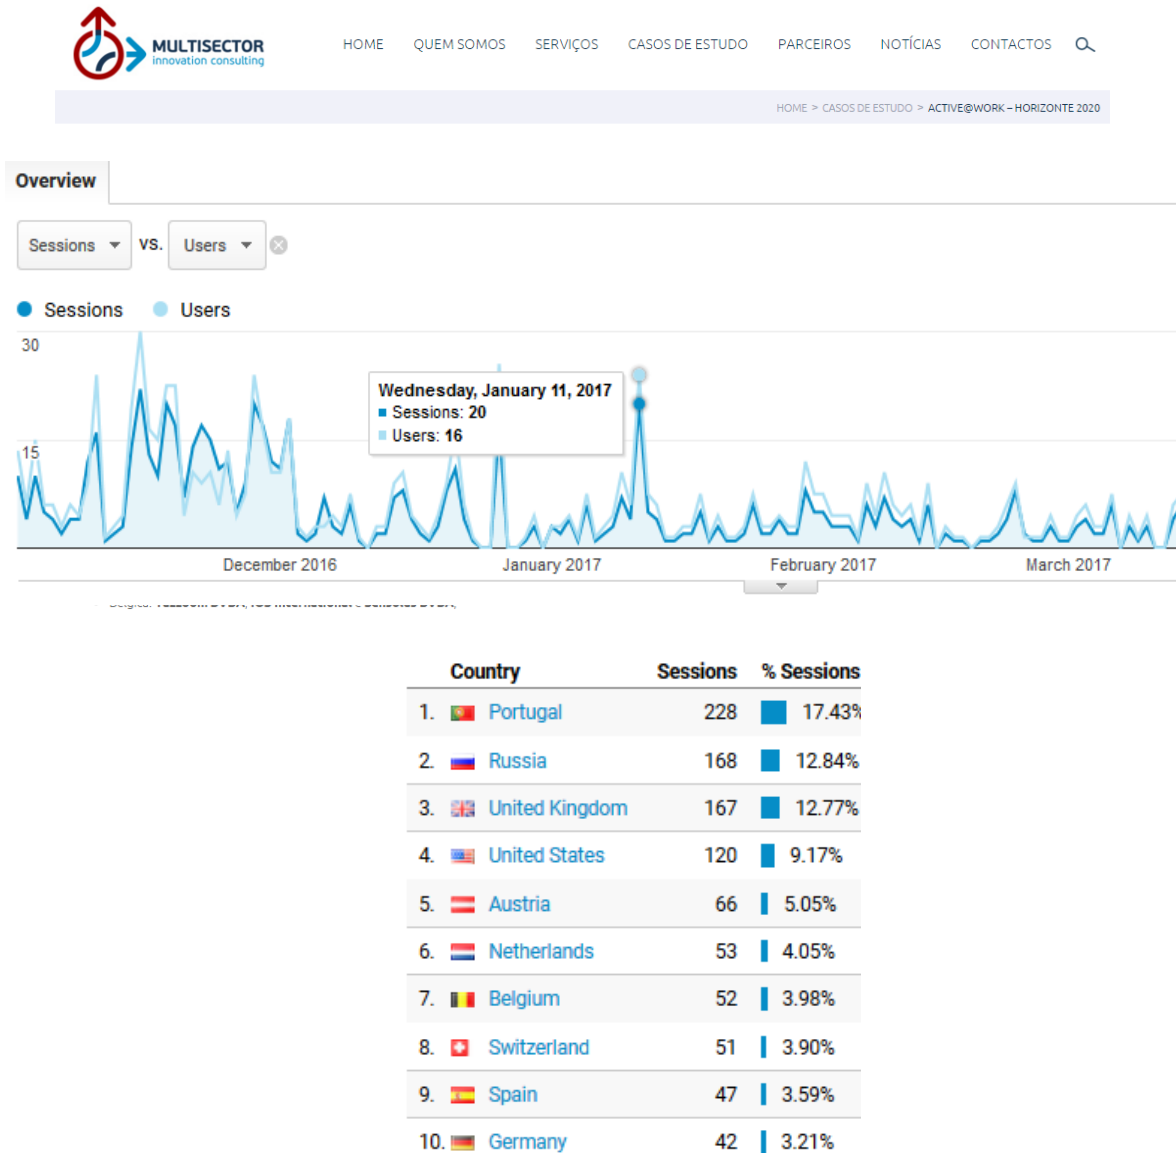 MULTISECTOR
innovation consulting
HOME QUEM SOMOS SERVIÇOS CASOS DE ESTUDO PARCEIROS NOTÍCIAS CONTACTOS
HOME > CASOS DE ESTUDO > ACTIVE@WORK – HORIZONTE 2020
Overview
Sessions VS. Users
Sessions Users
30
Wednesday, January 11, 2017
Sessions: 20
Users: 16
15
December 2016 January 2017 February 2017 March 2017
Country Sessions % Sessions
1. Portugal 228 17.43%
2. Russia 168 12.84%
3. United Kingdom 167 12.77%
4. United States 120 9.17%
5. Austria 66 5.05%
6. Netherlands 53 4.05%
7. Belgium 52 3.98%
8. Switzerland 51 3.90%
9. Spain 47 3.59%
10. Germany 42 3.21%